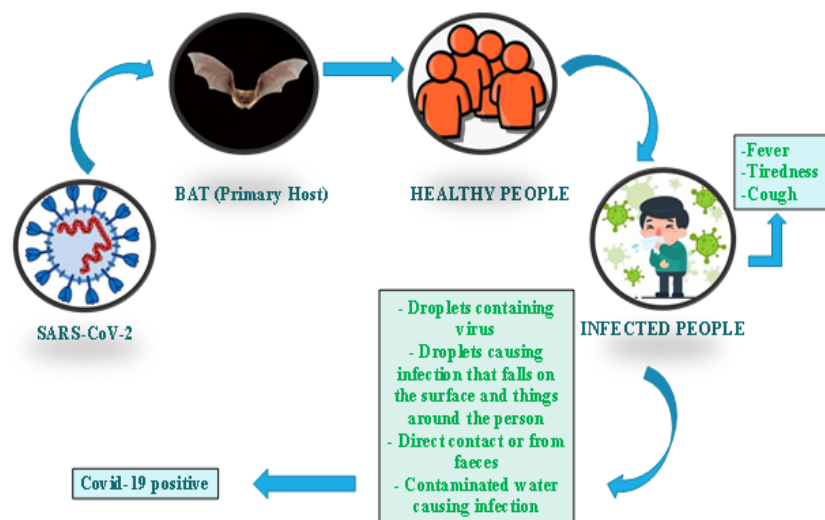 BAT (Primary Host)
HEALTHY PEOPLE
-Fever
-Tiredness
-Cough
SARS-CoV-2
INFECTED PEOPLE
- Droplets containing
virus
- Droplets causing
infection that falls on
the surface and things
around the person
- Direct contact or from
faeces
- Contaminated water
causing infection
Covid-19 positive